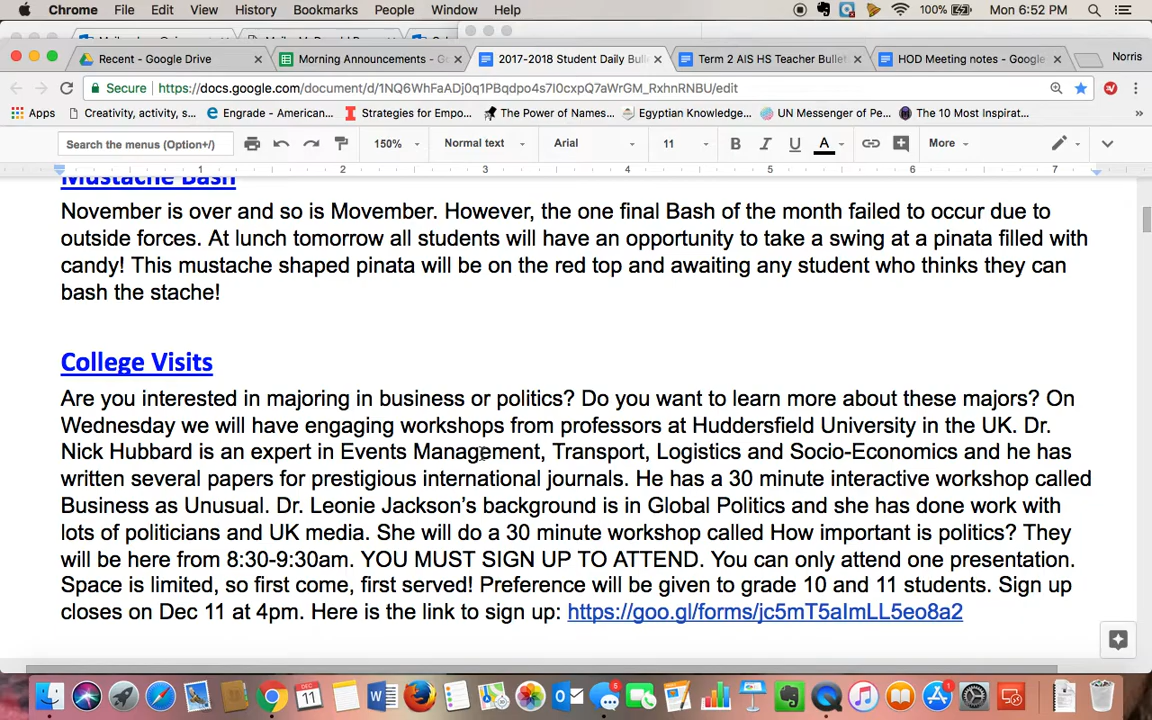 Chrome File Edit View History Bookmarks People Window Help 100% Mon 6:52 PM
Recent - Google Drive Morning Announcements - G 2017-2018 Student Daily Bull Term 2 AIS HS Teacher Bullet HOD Meeting notes - Google Norris
Secure https://docs.google.com/document/d/1NQ6WhFaADj0q1PBqdpo4s7I0cxpQ7aWrGM_RxhnRNBU/edit
Apps Creativity, activity, s... Engrade - American... Strategies for Empo... The Power of Names... Egyptian Knowledge... UN Messenger of Pe... The 10 Most Inspirat... »
Search the menus (Option+/) 150% Normal text Arial 11 B I U A More
1 2 3 4 5 6 7
Mustache Bash
November is over and so is Movember. However, the one final Bash of the month failed to occur due to
outside forces. At lunch tomorrow all students will have an opportunity to take a swing at a pinata filled with
candy! This mustache shaped pinata will be on the red top and awaiting any student who thinks they can
bash the stache!
College Visits
Are you interested in majoring in business or politics? Do you want to learn more about these majors? On
Wednesday we will have engaging workshops from professors at Huddersfield University in the UK. Dr.
Nick Hubbard is an expert in Events Management, Transport, Logistics and Socio-Economics and he has
written several papers for prestigious international journals. He has a 30 minute interactive workshop called
Business as Unusual. Dr. Leonie Jackson's background is in Global Politics and she has done work with
lots of politicians and UK media. She will do a 30 minute workshop called How important is politics? They
will be here from 8:30-9:30am. YOU MUST SIGN UP TO ATTEND. You can only attend one presentation.
Space is limited, so first come, first served! Preference will be given to grade 10 and 11 students. Sign up
closes on Dec 11 at 4pm. Here is the link to sign up: https://goo.gl/forms/jc5mT5aImLL5eo8a2
DEC 11 5